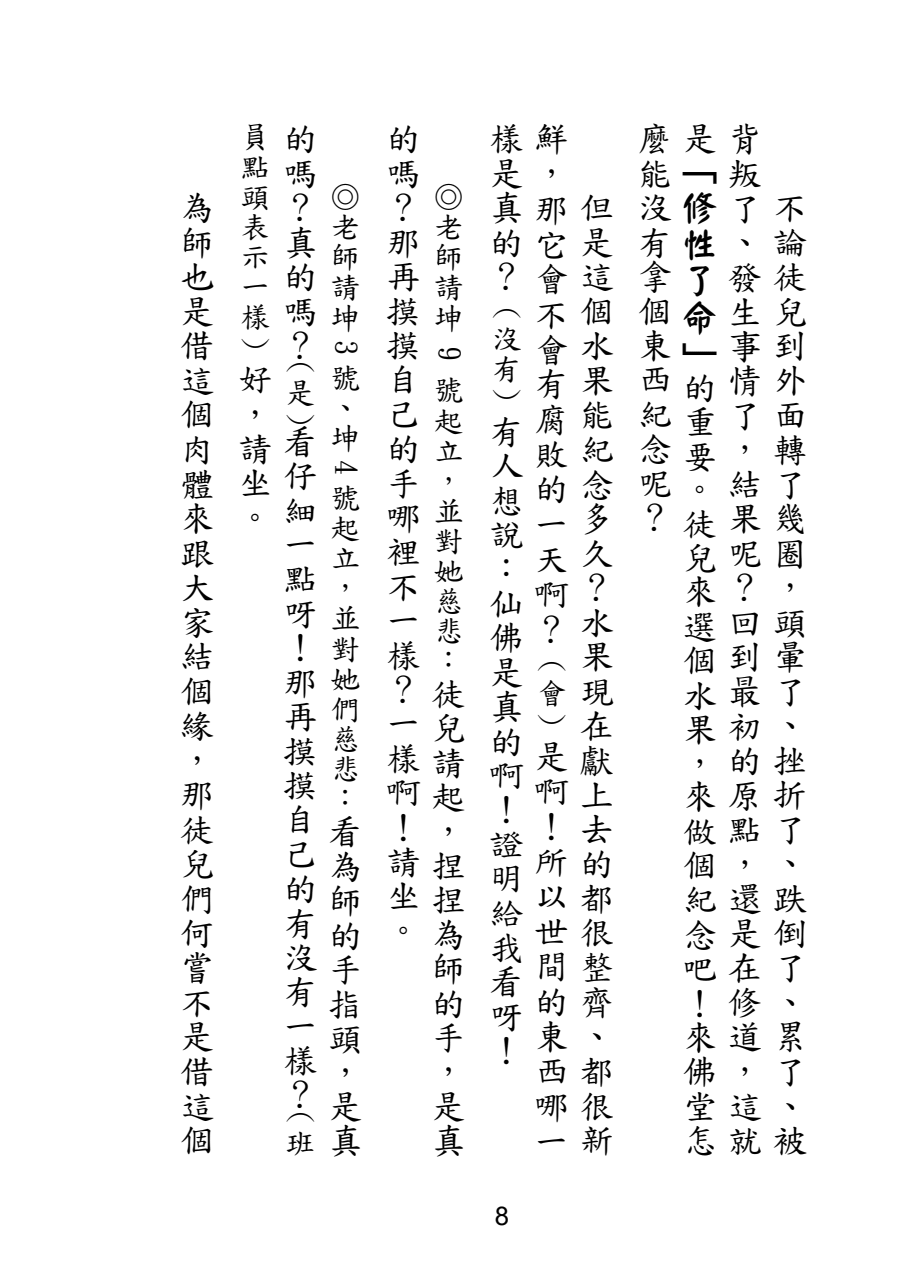 不論徒兒到外面轉了幾圈，頭暈了、挫折了、跌倒了、累了、被
背叛了、發生事情了，結果呢？回到最初的原點，還是在修道，這就
是「修性了命」的重要。徒兒來選個水果，來做個紀念吧！來佛堂怎
麼能沒有拿個東西紀念呢？
但是這個水果能紀念多久？水果現在獻上去的都很整齊、都很新
鮮，那它會不會有腐敗的一天啊？（會）是啊！所以世間的東西哪一
樣是真的？（沒有）有人想說：仙佛是真的啊！證明給我看呀！
◎老師請坤 9 號起立，並對她慈悲：徒兒請起，捏捏為師的手，是真
的嗎？那再摸摸自己的手哪裡不一樣？一樣啊！請坐。
◎老師請坤 3 號、坤 4 號起立，並對她們慈悲：看為師的手指頭，是真
的嗎？真的嗎？（是）看仔細一點呀！那再摸摸自己的有沒有一樣？（班
員點頭表示一樣）好，請坐。
為師也是借這個肉體來跟大家結個緣，那徒兒們何嘗不是借這個
8